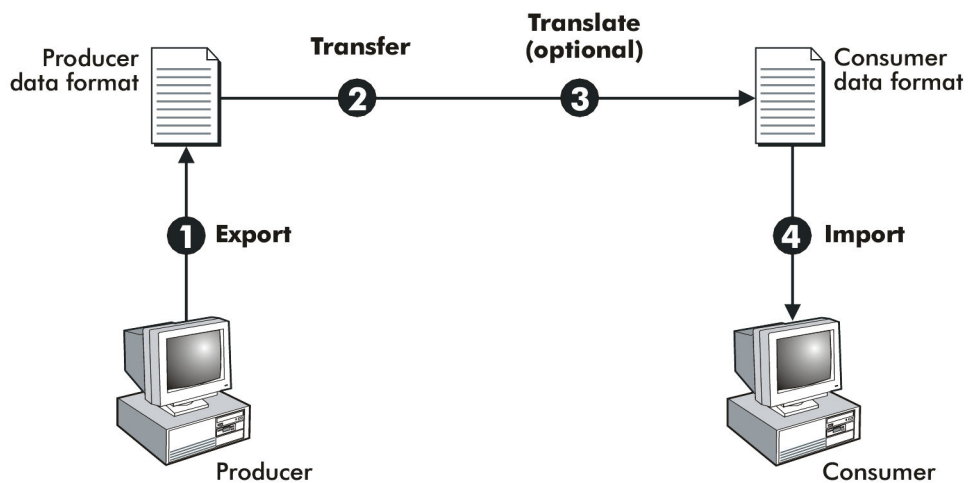 Producer
data format
Transfer
Translate
(optional)
Consumer
data format
2
3
1 Export
4 Import
Producer
Consumer